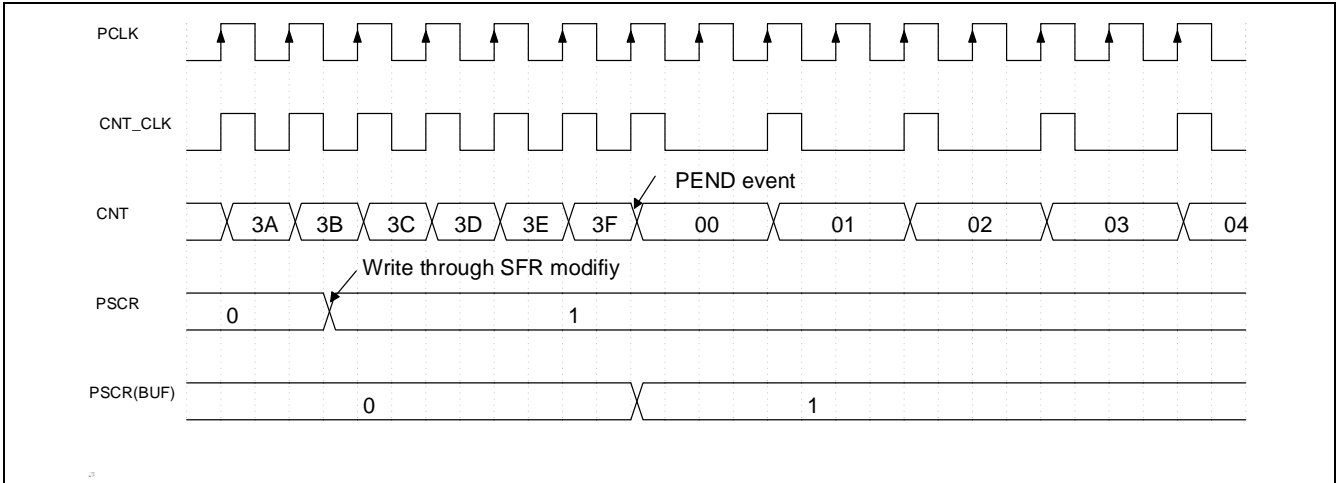 PCLK
CNT_CLK
PEND event
CNT
3A 3B 3C 3D 3E 3F 00 01 02 03 04
Write through SFR modifiy
PSCR
0 1
PSCR(BUF)
0 1